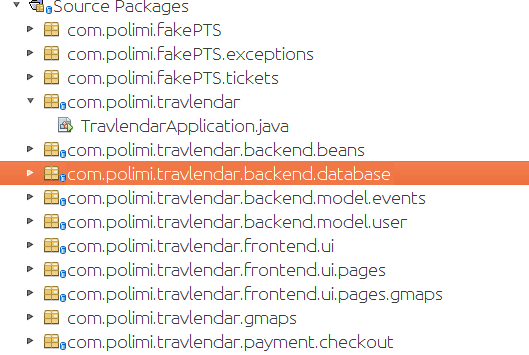 Source Packages
com.polimi.fakePTS
com.polimi.fakePTS.exceptions
com.polimi.fakePTS.tickets
com.polimi.travlendar
TravlendarApplication.java
com.polimi.travlendar.backend.beans
com.polimi.travlendar.backend.database
com.polimi.travlendar.backend.model.events
com.polimi.travlendar.backend.model.user
com.polimi.travlendar.frontend.ui
com.polimi.travlendar.frontend.ui.pages
com.polimi.travlendar.frontend.ui.pages.gmaps
com.polimi.travlendar.gmaps
com.polimi.travlendar.payment.checkout